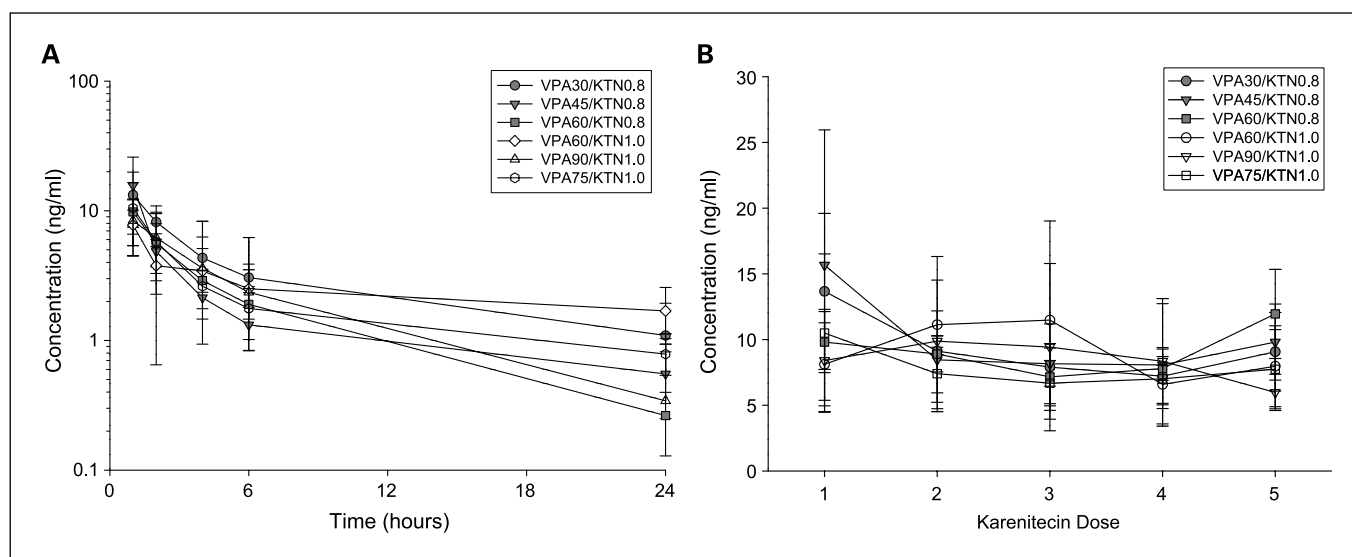 A
Concentration (ng/ml)
100
10
1
0.1
0
6
12
18
24
Time (hours)
VPA30/KTN0.8
VPA45/KTN0.8
VPA60/KTN0.8
VPA60/KTN1.0
VPA90/KTN1.0
VPA75/KTN1.0
B
Concentration (ng/ml)
30
25
20
15
10
5
0
1
2
3
4
5
Karenitecin Dose
VPA30/KTN0.8
VPA45/KTN0.8
VPA60/KTN0.8
VPA60/KTN1.0
VPA90/KTN1.0
VPA75/KTN1.0